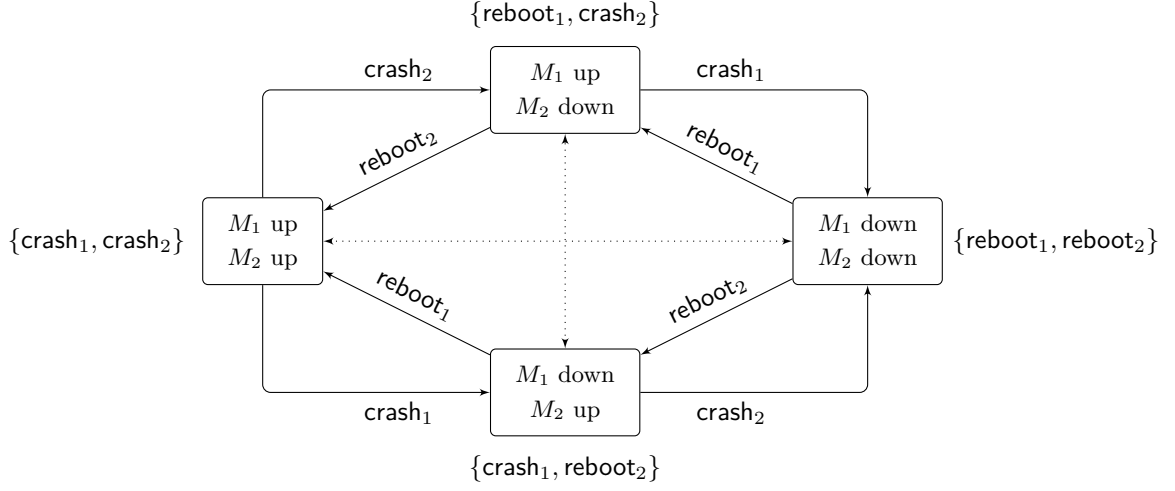 {reboot₁, crash₂}
M₁ up
M₂ down
crash₂
crash₁
reboot₂
reboot₁
{crash₁, crash₂}
M₁ up
M₂ up
M₁ down
M₂ down
{reboot₁, reboot₂}
reboot₁
reboot₂
M₁ down
M₂ up
crash₁
crash₂
{crash₁, reboot₂}